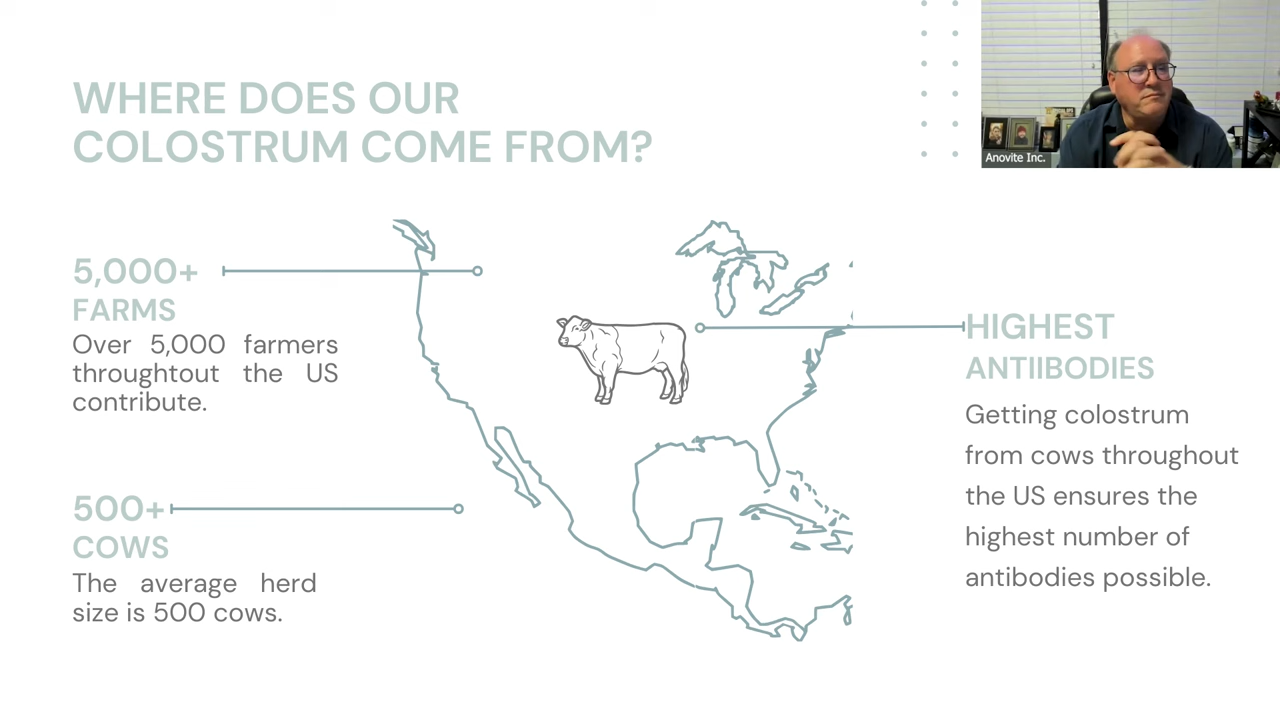 WHERE DOES OUR
COLOSTRUM COME FROM?
Anovite Inc.
5,000+
FARMS
Over 5,000 farmers
throughtout the US
contribute.
500+
COWS
The average herd
size is 500 cows.
HIGHEST
ANTIIBODIES
Getting colostrum
from cows throughout
the US ensures the
highest number of
antibodies possible.